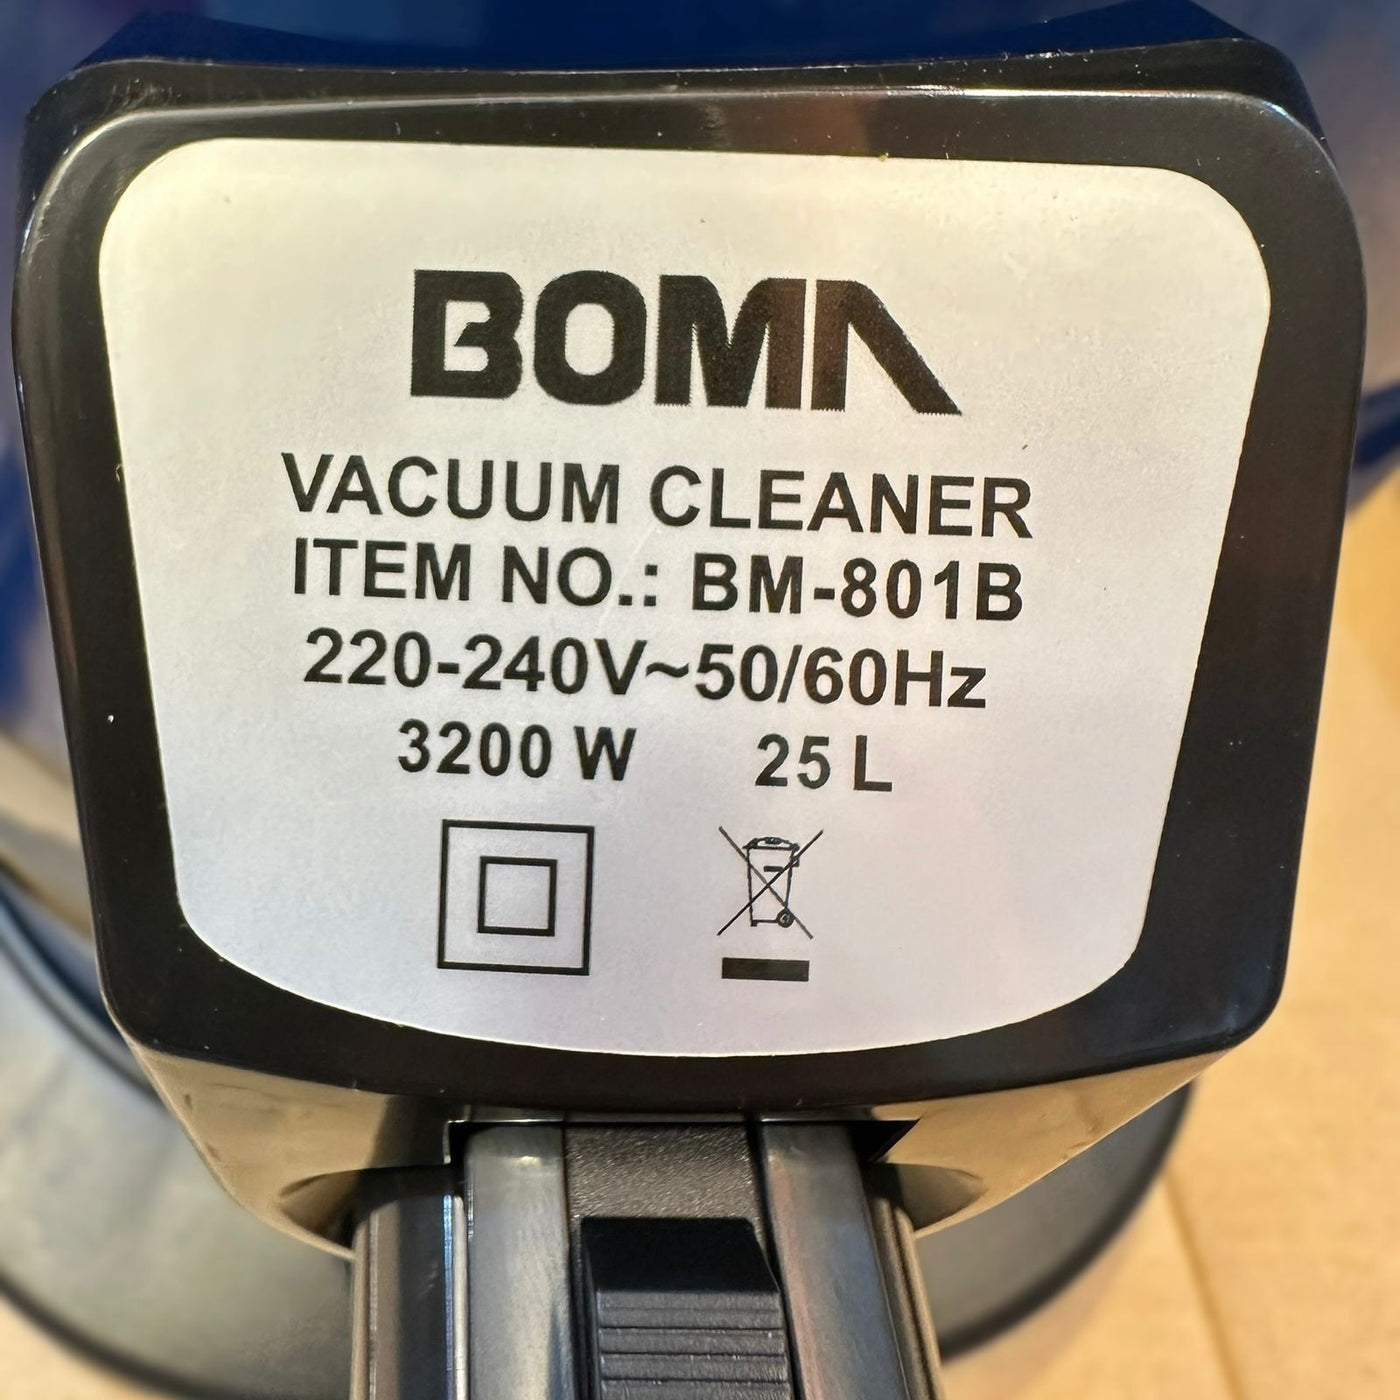 BOMA
VACUUM CLEANER
ITEM NO.: BM-801B
220-240V~50/60Hz
3200 W 25 L